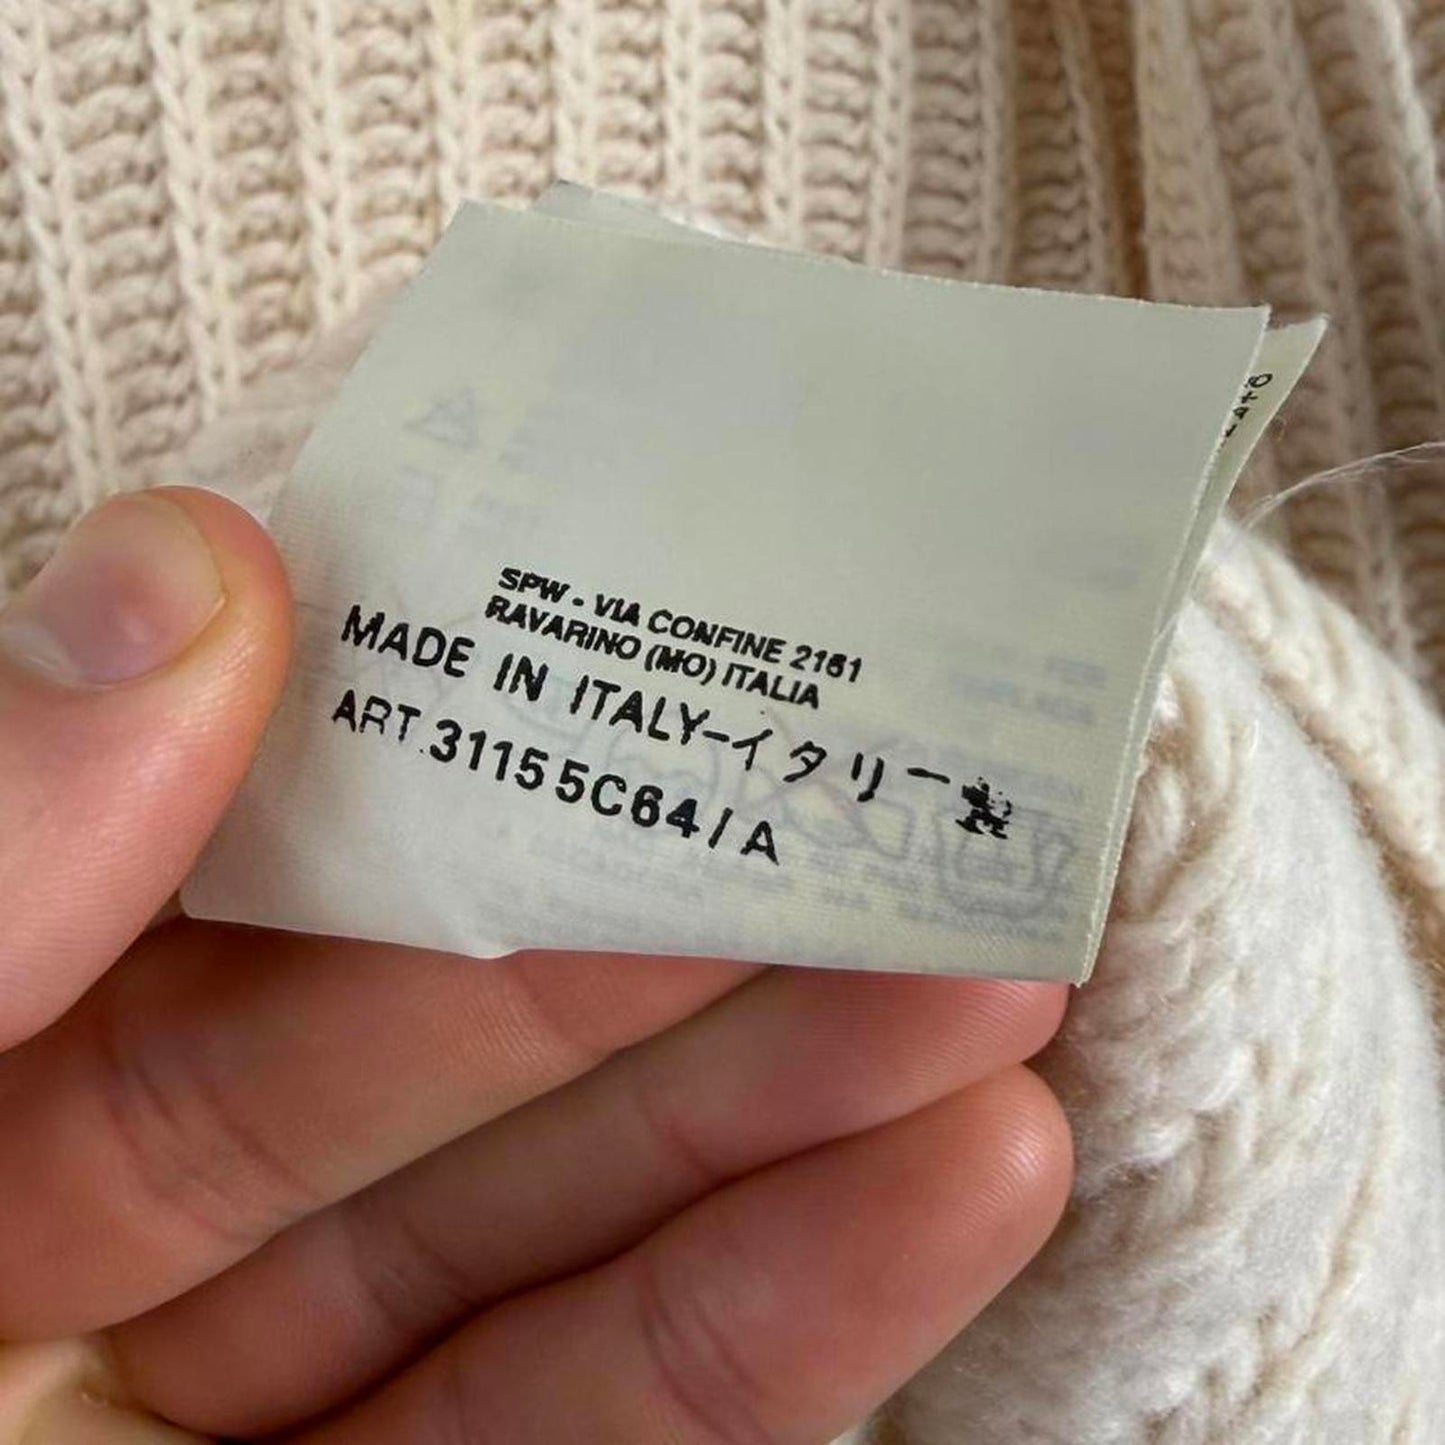 SPW - VIA CONFINE 2161
RAVARINO (MO) ITALIA
MADE IN ITALY-イタリー製
ART.31155C64/A